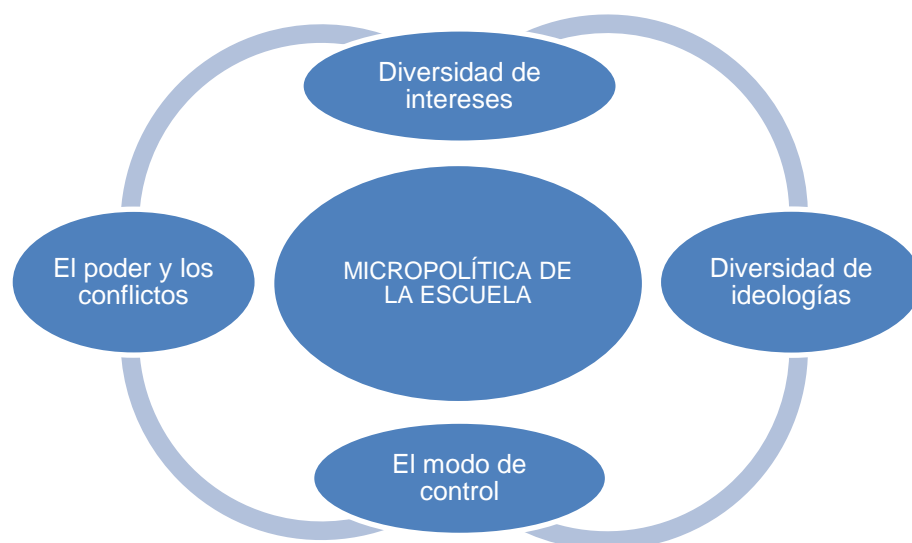 Diversidad de
intereses
El poder y los
conflictos
MICROPOLÍTICA DE
LA ESCUELA
Diversidad de
ideologías
El modo de
control